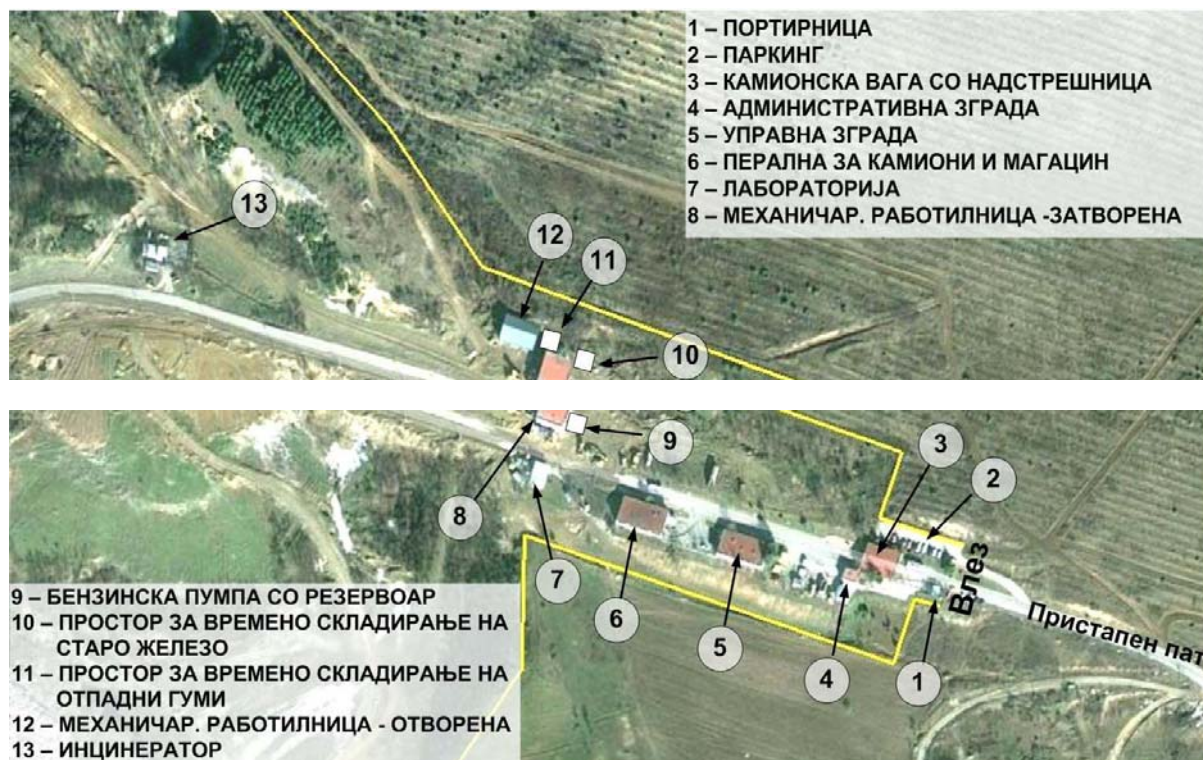 1 – ПОРТИРНИЦА
2 – ПАРКИНГ
3 – КАМИОНСКА ВАГА СО НАДСТРЕШНИЦА
4 – АДМИНИСТРАТИВНА ЗГРАДА
5 – УПРАВНА ЗГРАДА
6 – ПЕРАЛНА ЗА КАМИОНИ И МАГАЦИН
7 – ЛАБОРАТОРИЈА
8 – МЕХАНИЧАР. РАБОТИЛНИЦА -ЗАТВОРЕНА
13
12
11
10
9
3
2
8
7
6
5
4
1
Влез
Пристапен пат
9 – БЕНЗИНСКА ПУМПА СО РЕЗЕРВОАР
10 – ПРОСТОР ЗА ВРЕМЕНО СКЛАДИРАЊЕ НА
СТАРО ЖЕЛЕЗО
11 – ПРОСТОР ЗА ВРЕМЕНО СКЛАДИРАЊЕ НА
ОТПАДНИ ГУМИ
12 – МЕХАНИЧАР. РАБОТИЛНИЦА - ОТВОРЕНА
13 – ИНЦИНЕРАТОР